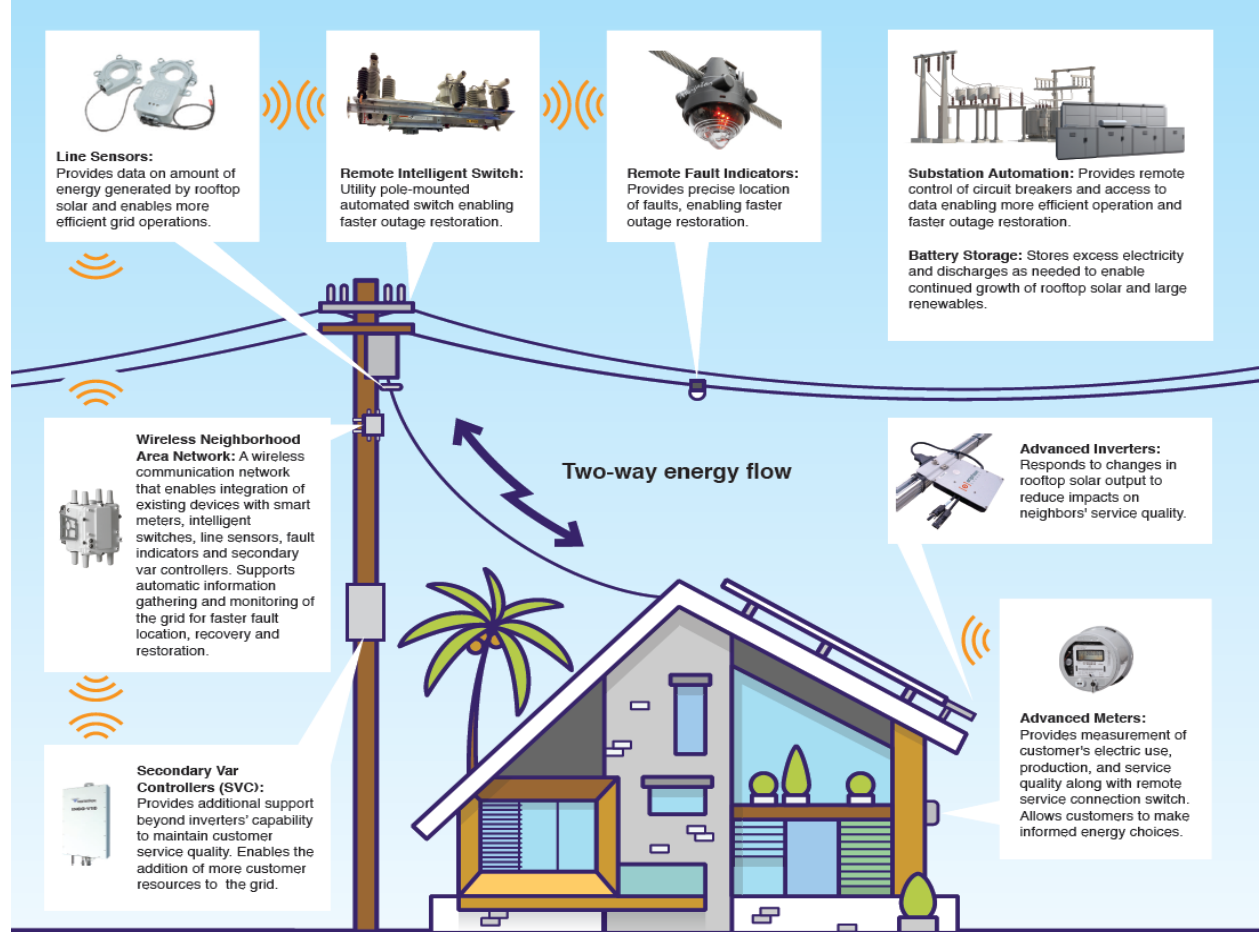 Line Sensors:
Provides data on amount of
energy generated by rooftop
solar and enables more
efficient grid operations.
Remote Intelligent Switch:
Utility pole-mounted
automated switch enabling
faster outage restoration.
Remote Fault Indicators:
Provides precise location
of faults, enabling faster
outage restoration.
Substation Automation: Provides remote
control of circuit breakers and access to
data enabling more efficient operation and
faster outage restoration.
Battery Storage: Stores excess electricity
and discharges as needed to enable
continued growth of rooftop solar and large
renewables.
Wireless Neighborhood
Area Network: A wireless
communication network
that enables integration of
existing devices with smart
meters, intelligent
switches, line sensors, fault
indicators and secondary
var controllers. Supports
automatic information
gathering and monitoring of
the grid for faster fault
location, recovery and
restoration.
Two-way energy flow
Advanced Inverters:
Responds to changes in
rooftop solar output to
reduce impacts on
neighbors' service quality.
Advanced Meters:
Provides measurement of
customer's electric use,
production, and service
quality along with remote
service connection switch.
Allows customers to make
informed energy choices.
Secondary Var
Controllers (SVC):
Provides additional support
beyond inverters' capability
to maintain customer
service quality. Enables the
addition of more customer
resources to the grid.